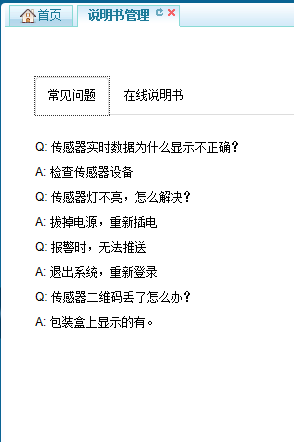 首页 说明书管理
常见问题 在线说明书
Q: 传感器实时数据为什么显示不正确?
A: 检查传感器设备
Q: 传感器灯不亮，怎么解决?
A: 拔掉电源，重新插电
Q: 报警时，无法推送
A: 退出系统，重新登录
Q: 传感器二维码丢了怎么办?
A: 包装盒上显示的有。